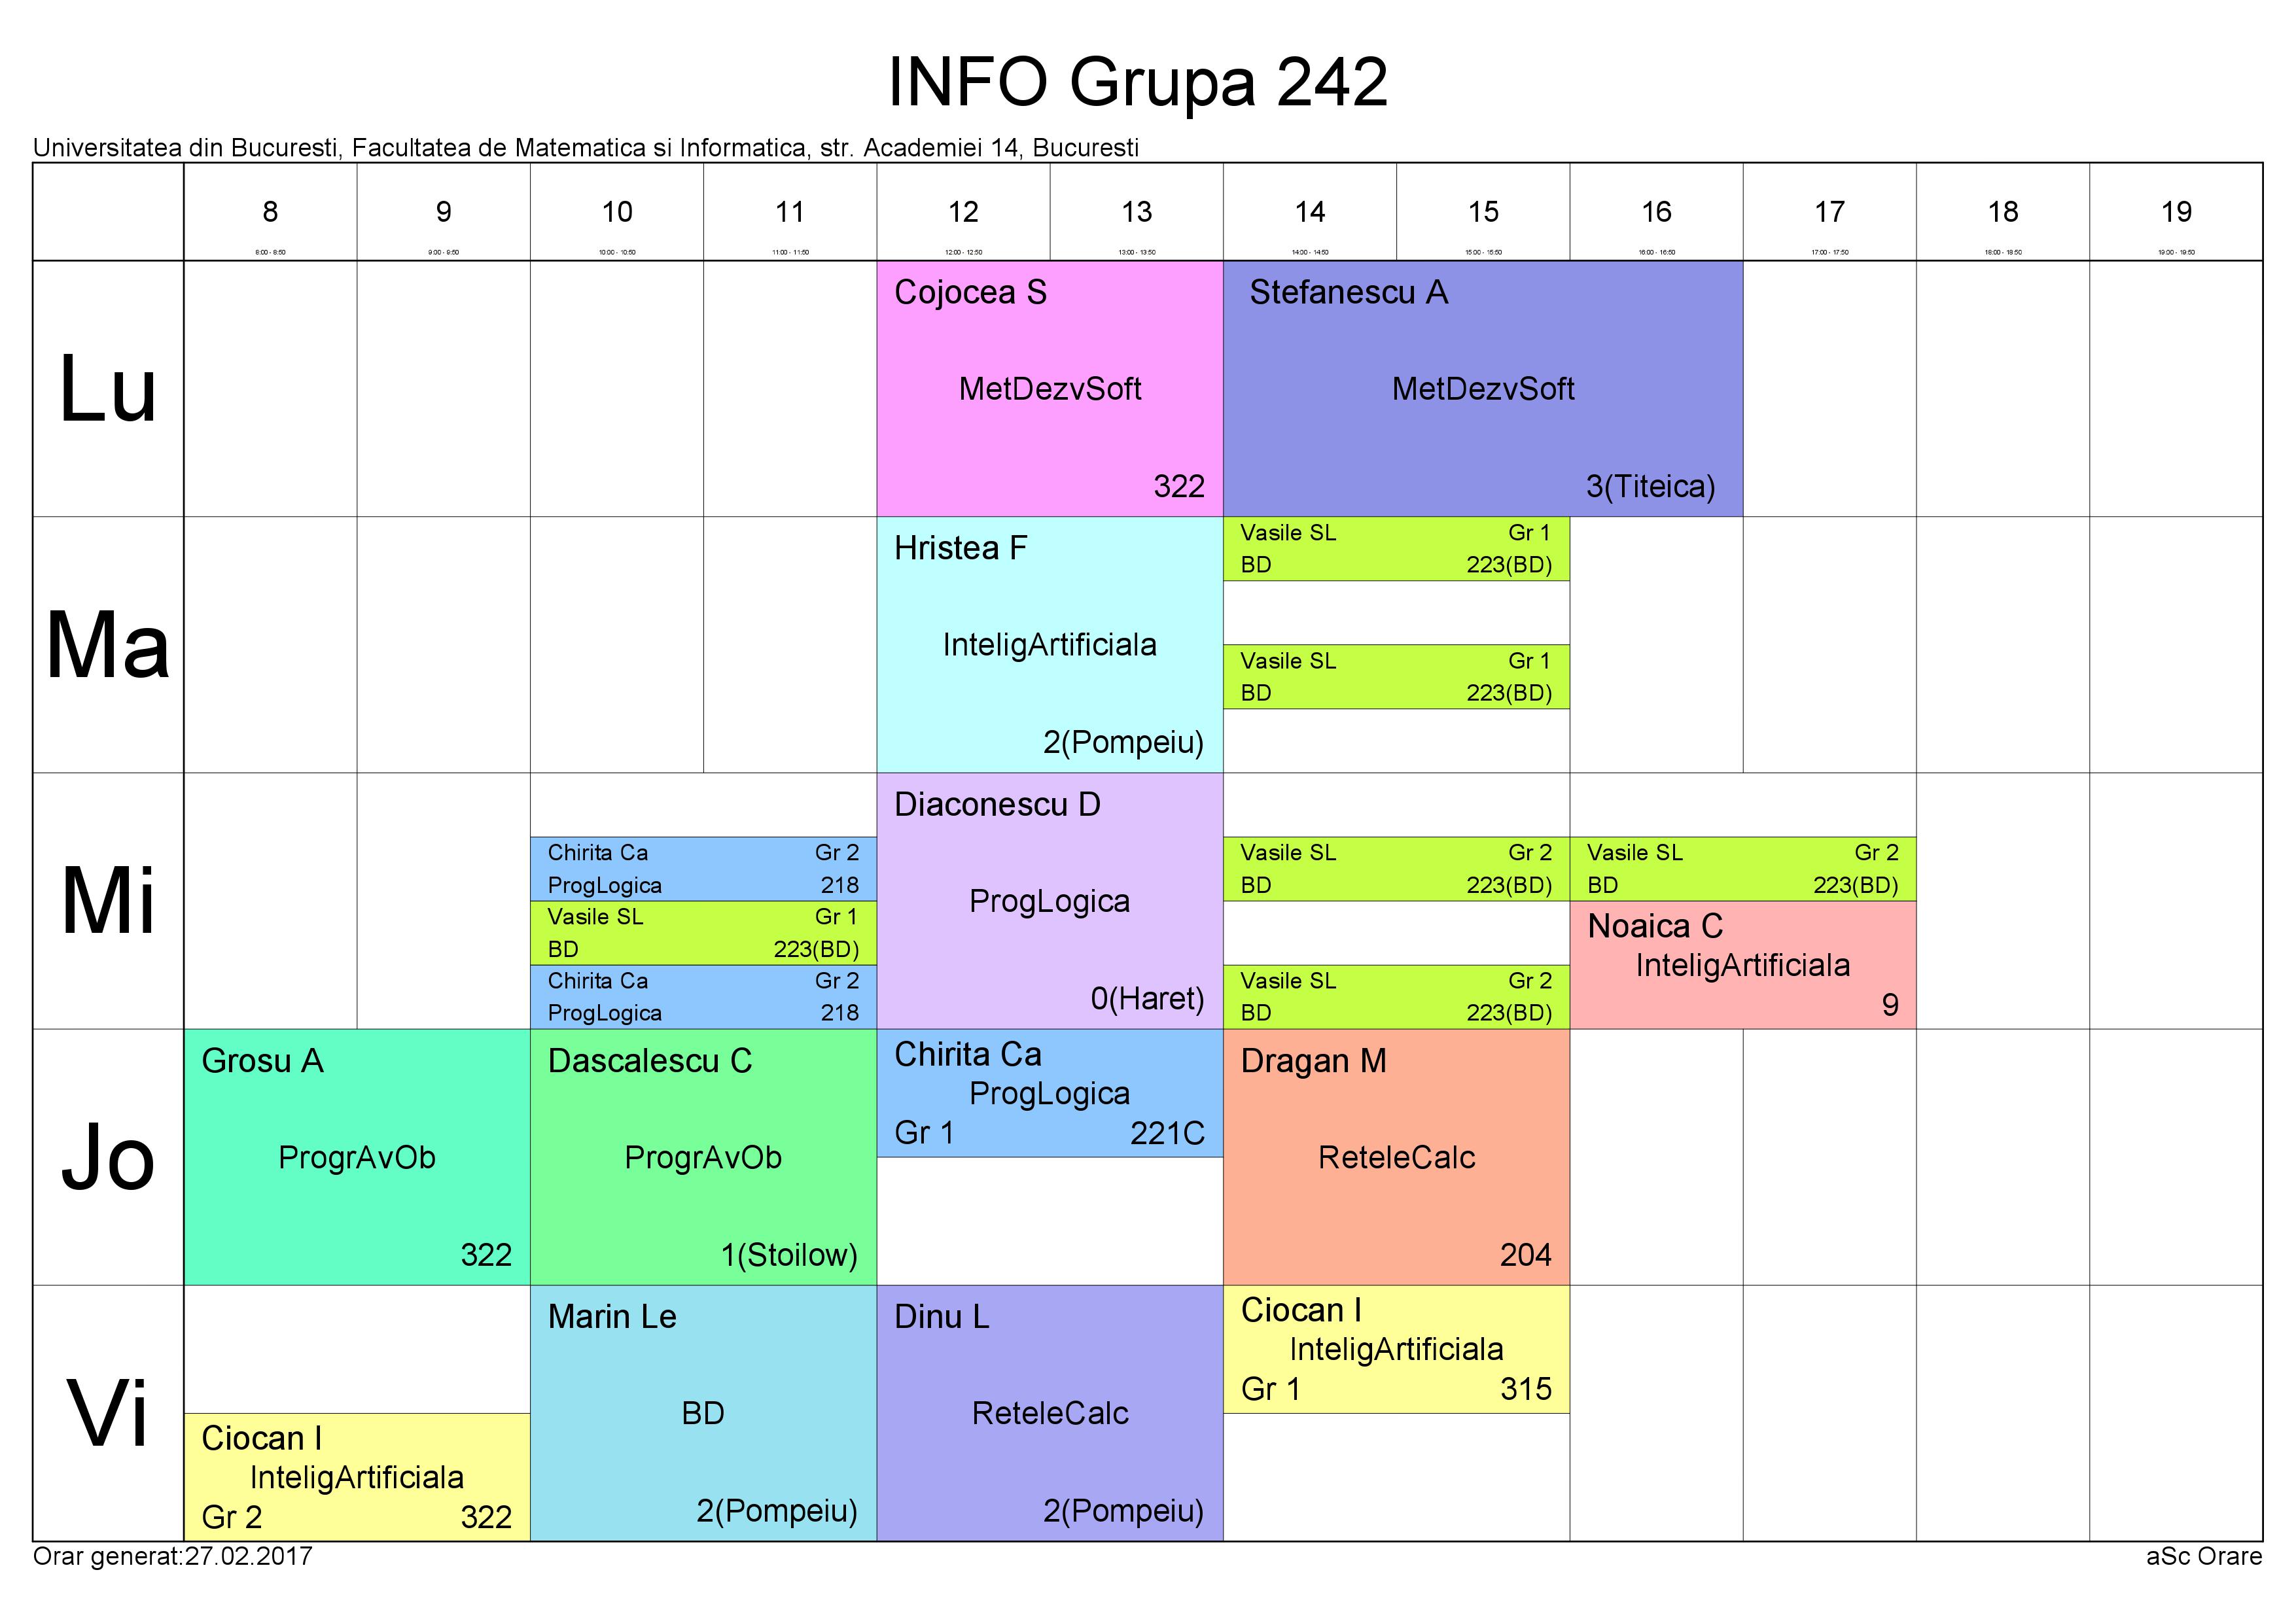 INFO Grupa 242
Universitatea din Bucuresti, Facultatea de Matematica si Informatica, str. Academiei 14, Bucuresti
8 9 10 11 12 13 14 15 16 17 18 19
8:00 - 8:50 9:00 - 9:50 10:00 - 10:50 11:00 - 11:50 12:00 - 12:50 13:00 - 13:50 14:00 - 14:50 15:00 - 15:50 16:00 - 16:50 17:00 - 17:50 18:00 - 18:50 19:00 - 19:50
Lu
Cojocea S
MetDezvSoft
322
Stefanescu A
MetDezvSoft
3(Titeica)
Ma
Hristea F
InteligArtificiala
2(Pompeiu)
Vasile SL Gr 1
BD 223(BD)
Vasile SL Gr 1
BD 223(BD)
Mi
Chirita Ca Gr 2
ProgLogica 218
Vasile SL Gr 1
BD 223(BD)
Chirita Ca Gr 2
ProgLogica 218
Diaconescu D
ProgLogica
0(Haret)
Vasile SL Gr 2
BD 223(BD)
Vasile SL Gr 2
BD 223(BD)
Vasile SL Gr 2
BD 223(BD)
Noaica C
InteligArtificiala
9
Jo
Grosu A
ProgrAvOb
322
Dascalescu C
ProgrAvOb
1(Stoilow)
Chirita Ca
ProgLogica
Gr 1 221C
Dragan M
ReteleCalc
204
Vi
Ciocan I
InteligArtificiala
Gr 2 322
Marin Le
BD
2(Pompeiu)
Dinu L
ReteleCalc
2(Pompeiu)
Ciocan I
InteligArtificiala
Gr 1 315
Orar generat:27.02.2017
aSc Orare